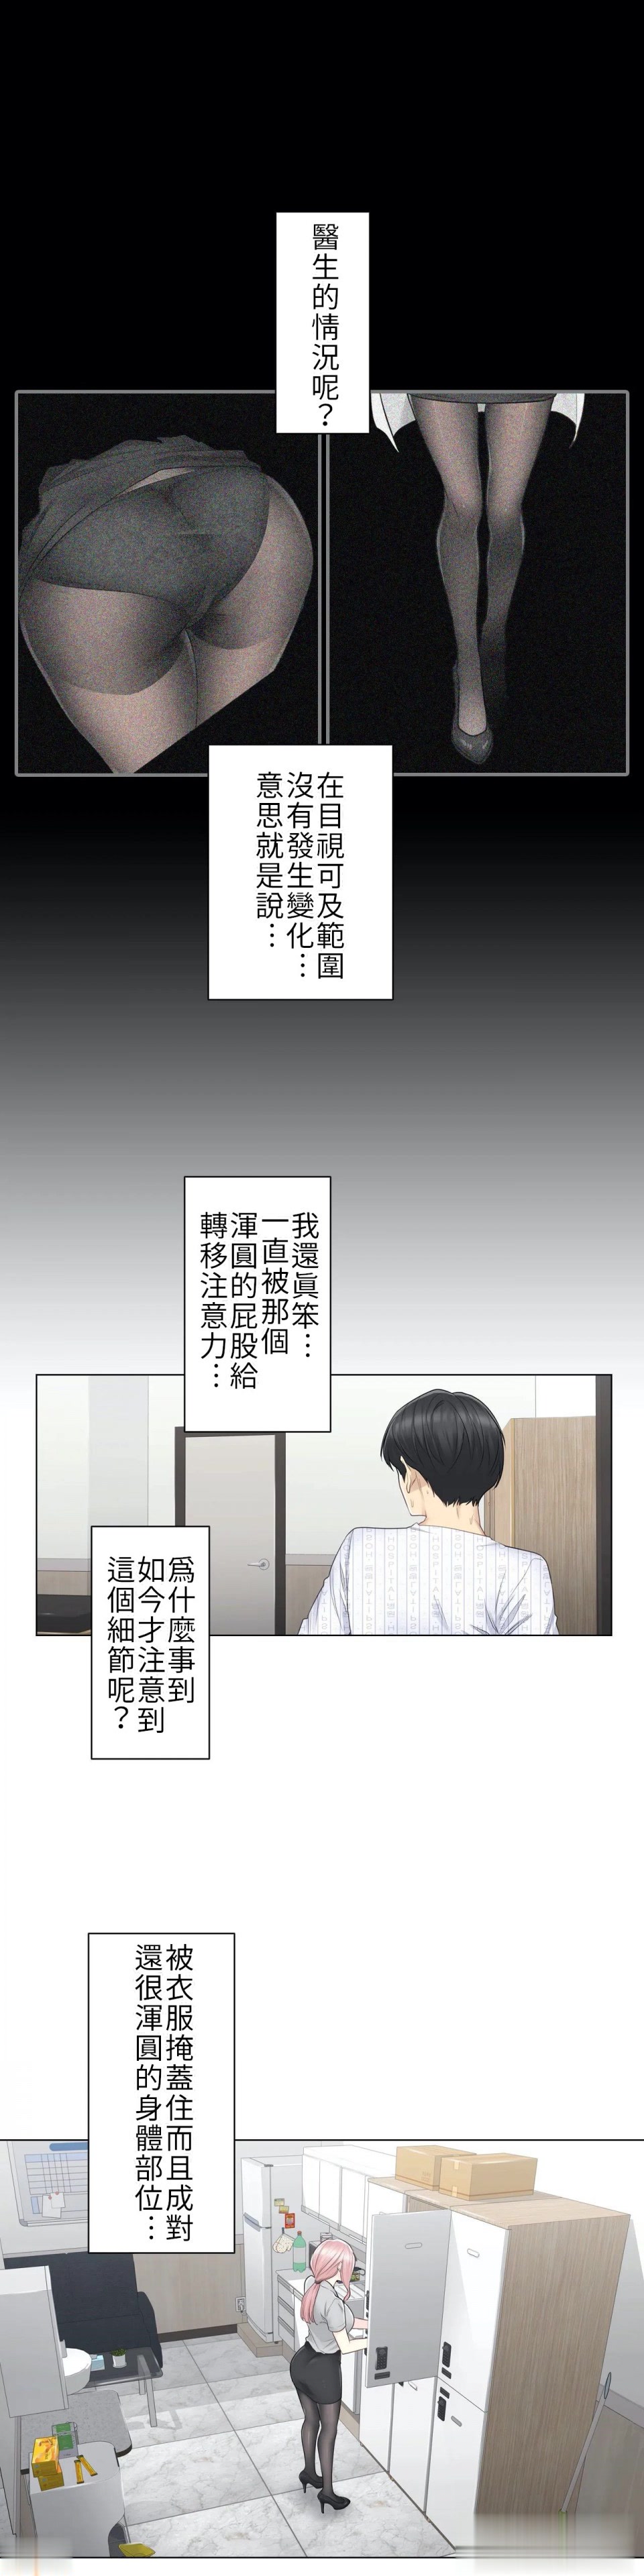 醫生的情況呢？
在目視可及範圍
沒有發生變化…
意思就是說…
我還眞笨…
一直被那個
渾圓的屁股給
轉移注意力…
爲什麼事到
如今才注意到
這個細節呢？
被衣服掩蓋住而且成對
還很渾圓的身體部位…